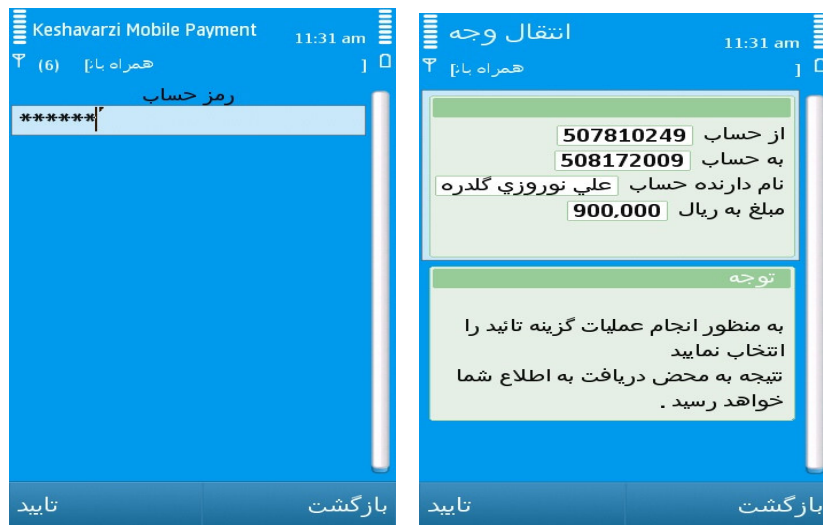 Keshavarzi Mobile Payment
11:31 am
(6) همراه بانک]
[
رمز حساب
******
تایید
بازگشت
انتقال وجه
11:31 am
همراه بانک]
[
از حساب 507810249
به حساب 508172009
نام دارنده حساب علي نوروزي گلدره
مبلغ به ریال 900,000
توجه
به منظور انجام عملیات گزینه تائید را
انتخاب نمایید
نتیجه به محض دریافت به اطلاع شما
خواهد رسید .
تایید
بازگشت